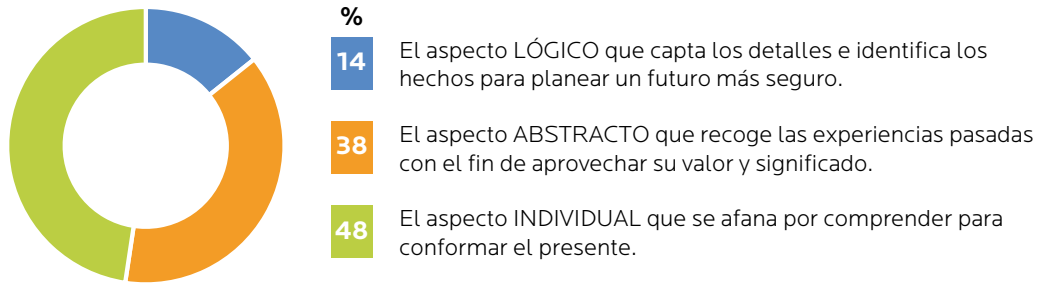 %
14
El aspecto LÓGICO que capta los detalles e identifica los
hechos para planear un futuro más seguro.
38
El aspecto ABSTRACTO que recoge las experiencias pasadas
con el fin de aprovechar su valor y significado.
48
El aspecto INDIVIDUAL que se afana por comprender para
conformar el presente.